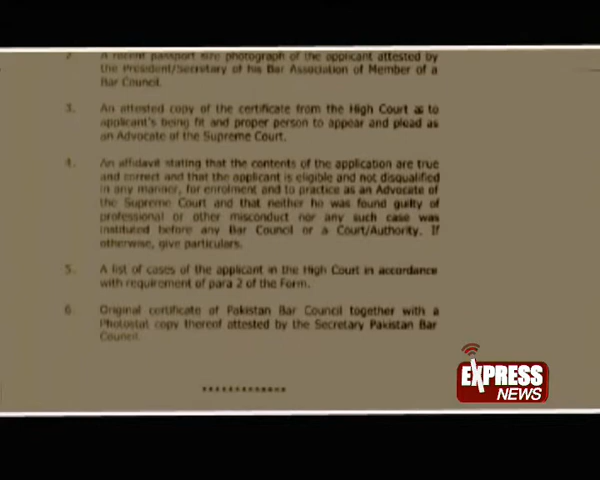 2. A recent passport size photograph of the applicant attested by
the President/Secretary of his Bar Association of Member of a
Bar Council.
3. An attested copy of the certificate from the High Court as to
applicant's being fit and proper person to appear and plead as
an Advocate of the Supreme Court.
4. An affidavit stating that the contents of the application are true
and correct and that the applicant is eligible and not disqualified
in any manner, for enrolment and to practice as an Advocate of
the Supreme Court and that neither he was found guilty of
professional or other misconduct nor any such case was
instituted before any Bar Council or a Court/Authority. If
otherwise, give particulars.
5. A list of cases of the applicant in the High Court in accordance
with requirement of para 2 of the Form.
6. Original certificate of Pakistan Bar Council together with a
Photostat copy thereof attested by the Secretary Pakistan Bar
Council.
*************
EXPRESS
NEWS